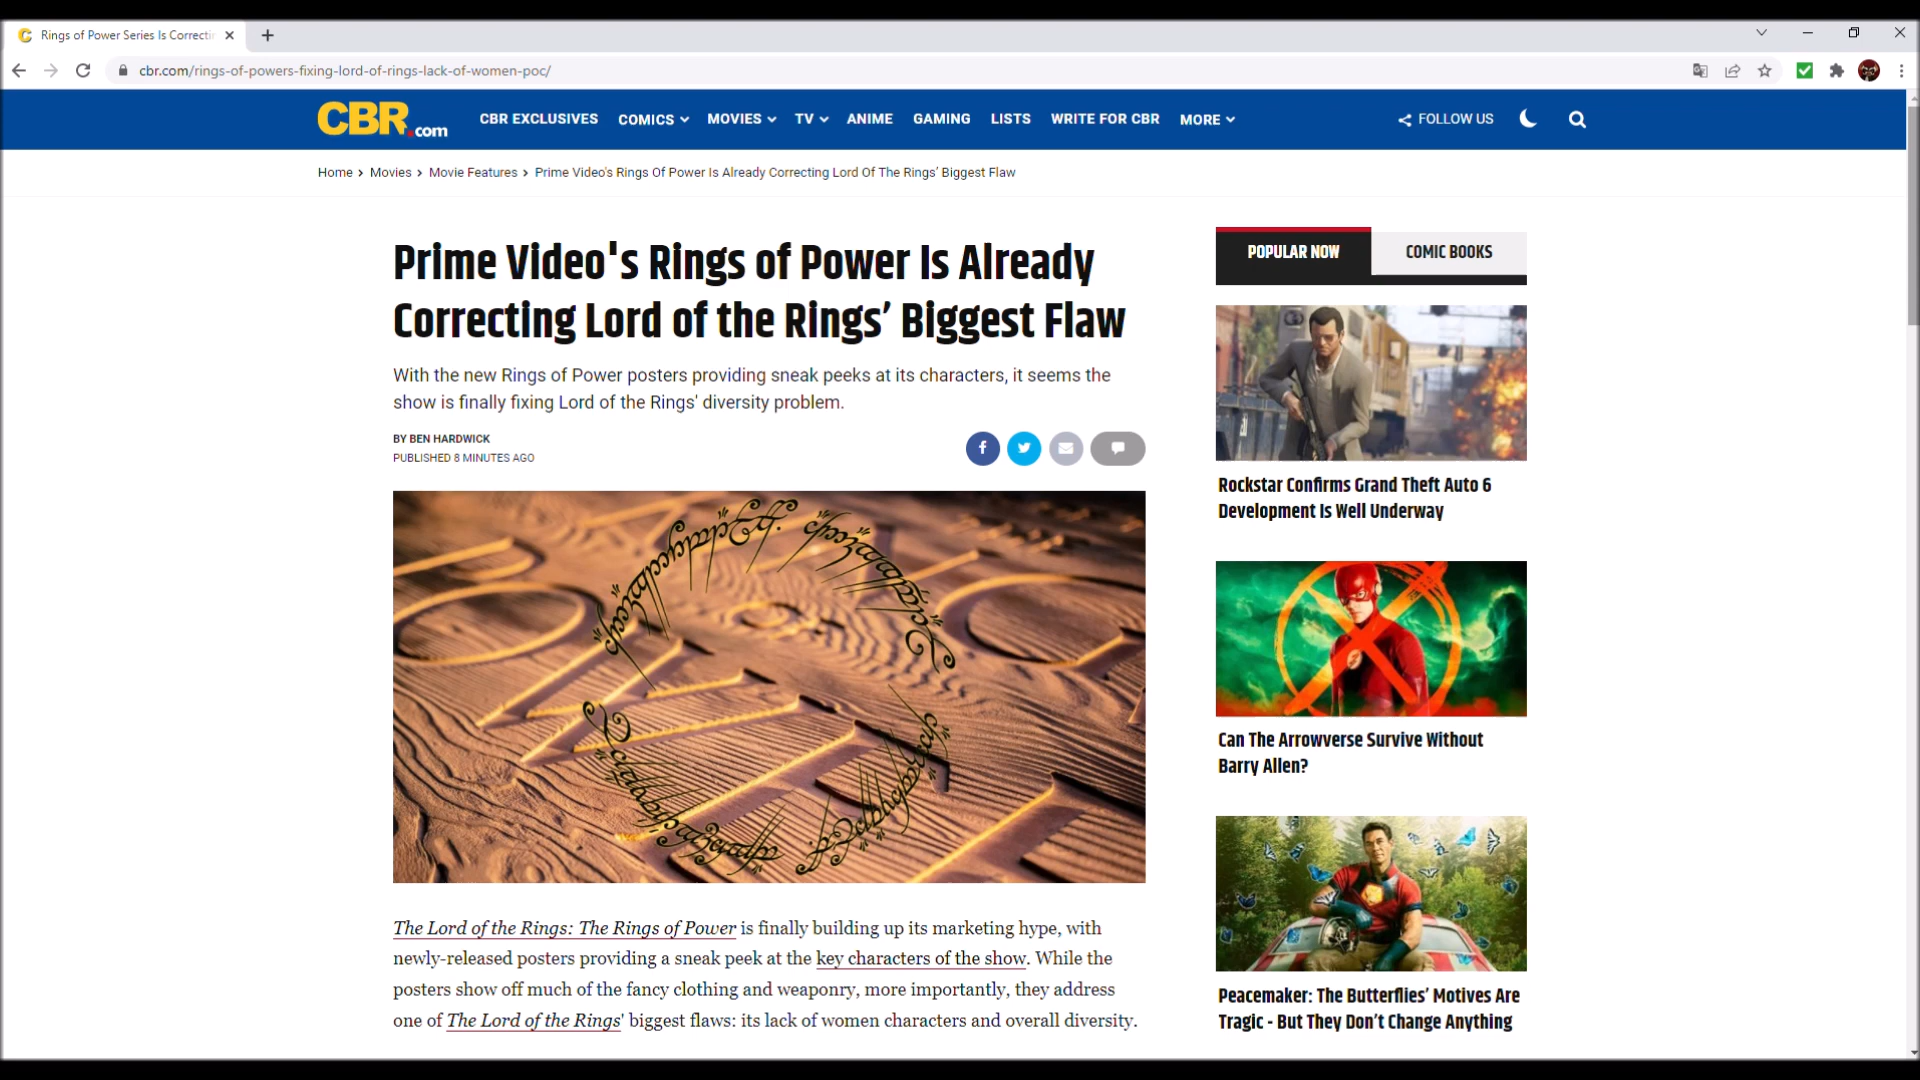 Rings of Power Series Is Correctin
cbr.com/rings-of-powers-fixing-lord-of-rings-lack-of-women-poc/
CBR.com
CBR EXCLUSIVES COMICS MOVIES TV ANIME GAMING LISTS WRITE FOR CBR MORE FOLLOW US
Home > Movies > Movie Features > Prime Video's Rings Of Power Is Already Correcting Lord Of The Rings’ Biggest Flaw
Prime Video's Rings of Power Is Already
Correcting Lord of the Rings’ Biggest Flaw
With the new Rings of Power posters providing sneak peeks at its characters, it seems the
show is finally fixing Lord of the Rings' diversity problem.
BY BEN HARDWICK
PUBLISHED 8 MINUTES AGO
The Lord of the Rings: The Rings of Power is finally building up its marketing hype, with
newly-released posters providing a sneak peek at the key characters of the show. While the
posters show off much of the fancy clothing and weaponry, more importantly, they address
one of The Lord of the Rings' biggest flaws: its lack of women characters and overall diversity.
POPULAR NOW COMIC BOOKS
Rockstar Confirms Grand Theft Auto 6
Development Is Well Underway
Can The Arrowverse Survive Without
Barry Allen?
Peacemaker: The Butterflies’ Motives Are
Tragic - But They Don’t Change Anything